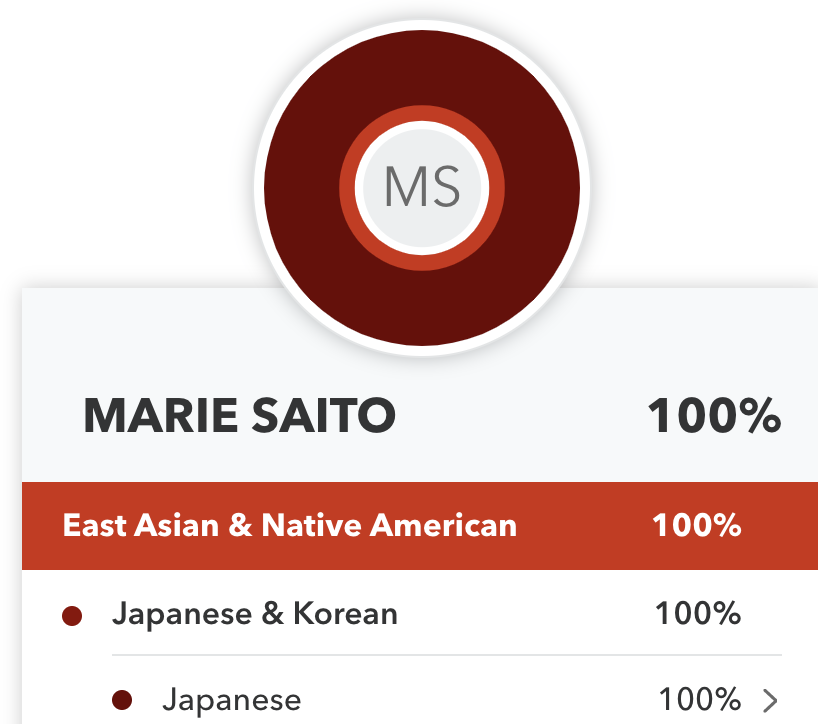 MS
MARIE SAITO 100%
East Asian & Native American 100%
Japanese & Korean 100%
Japanese 100%